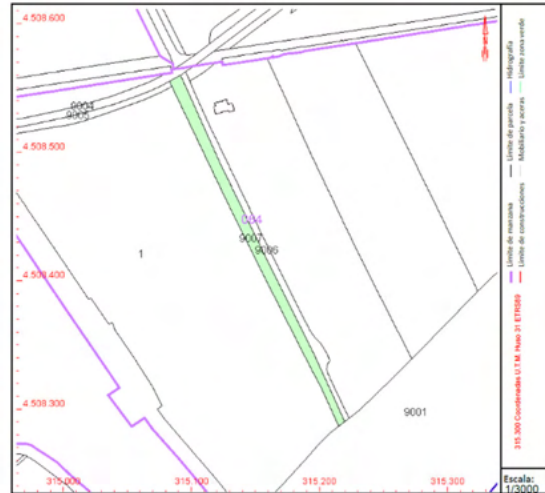 4.508.600
4.508.500
4.508.400
4.508.300
9004
9005
084
9007
9006
1
9001
315.000
315.100
315.200
315.300
Límite de manzana
Límite de parcela
Hidrografía
Límite de construcciones
Mobiliario y aceras
Límite zona verde
315.300 Coordenadas U.T.M. Huso 31 ETRS89
Escala:
1/3000